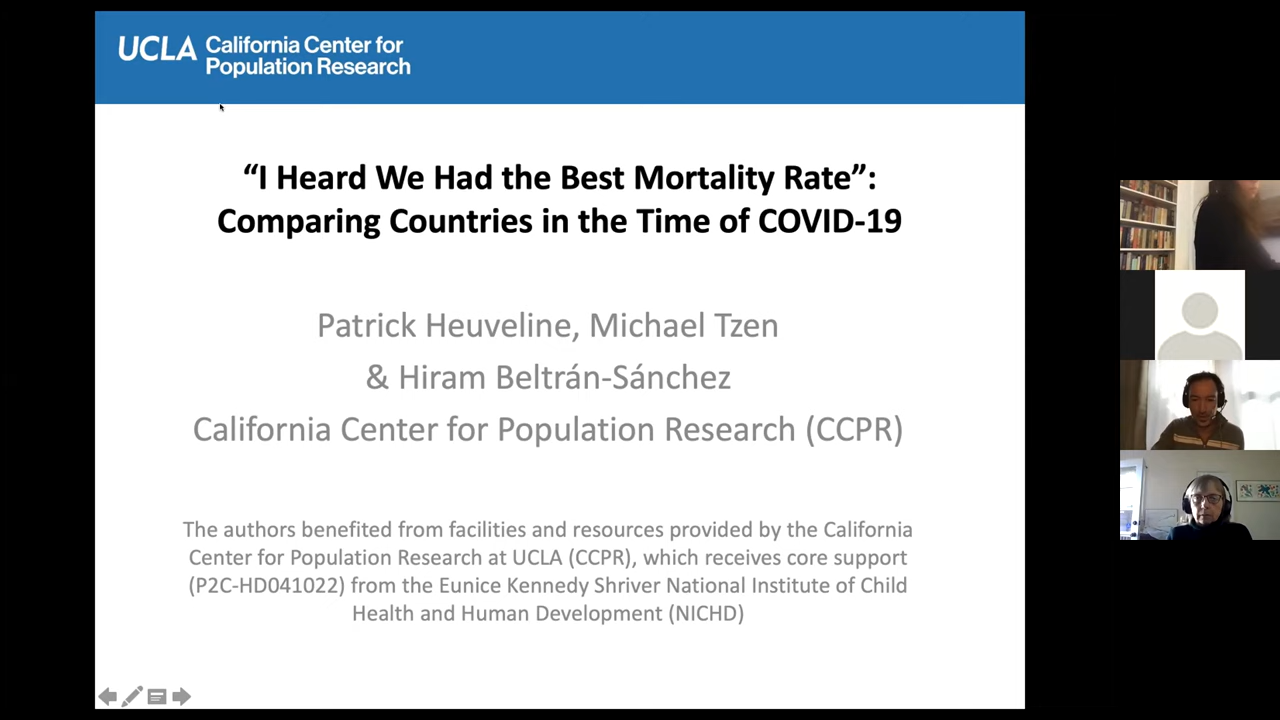 UCLA California Center for
Population Research
“I Heard We Had the Best Mortality Rate”:
Comparing Countries in the Time of COVID-19
Patrick Heuveline, Michael Tzen
& Hiram Beltrán-Sánchez
California Center for Population Research (CCPR)
The authors benefited from facilities and resources provided by the California
Center for Population Research at UCLA (CCPR), which receives core support
(P2C-HD041022) from the Eunice Kennedy Shriver National Institute of Child
Health and Human Development (NICHD)